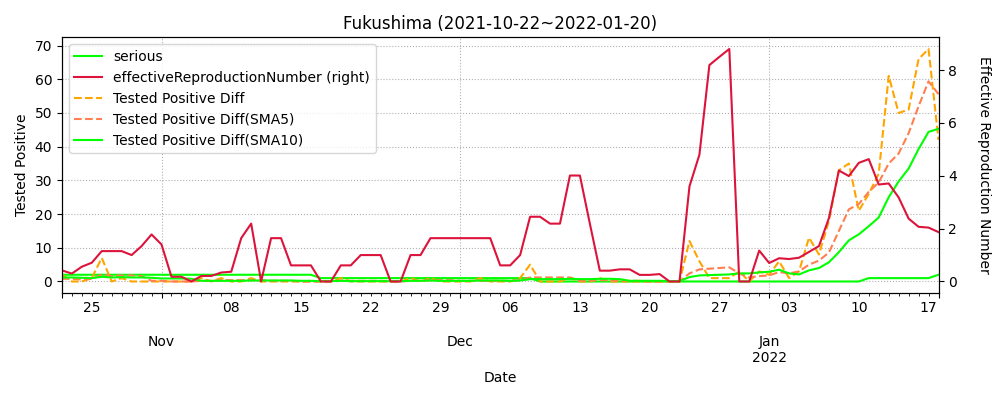 Fukushima (2021-10-22~2022-01-20)
serious
effectiveReproductionNumber (right)
Tested Positive Diff
Tested Positive Diff(SMA5)
Tested Positive Diff(SMA10)
Tested Positive
70
60
50
40
30
20
10
0
8
6
4
2
0
Effective Reproduction Number
25 08 15 22 29 06 13 20 27 03 10 17
Nov Dec Jan
2022
Date